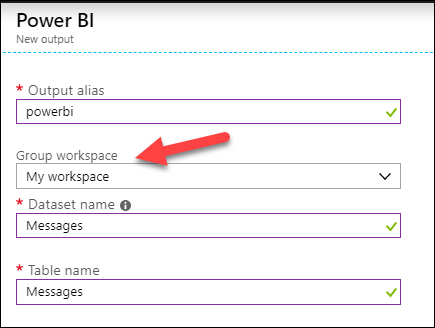 Power BI
New output
* Output alias
powerbi
Group workspace
My workspace
* Dataset name
Messages
* Table name
Messages